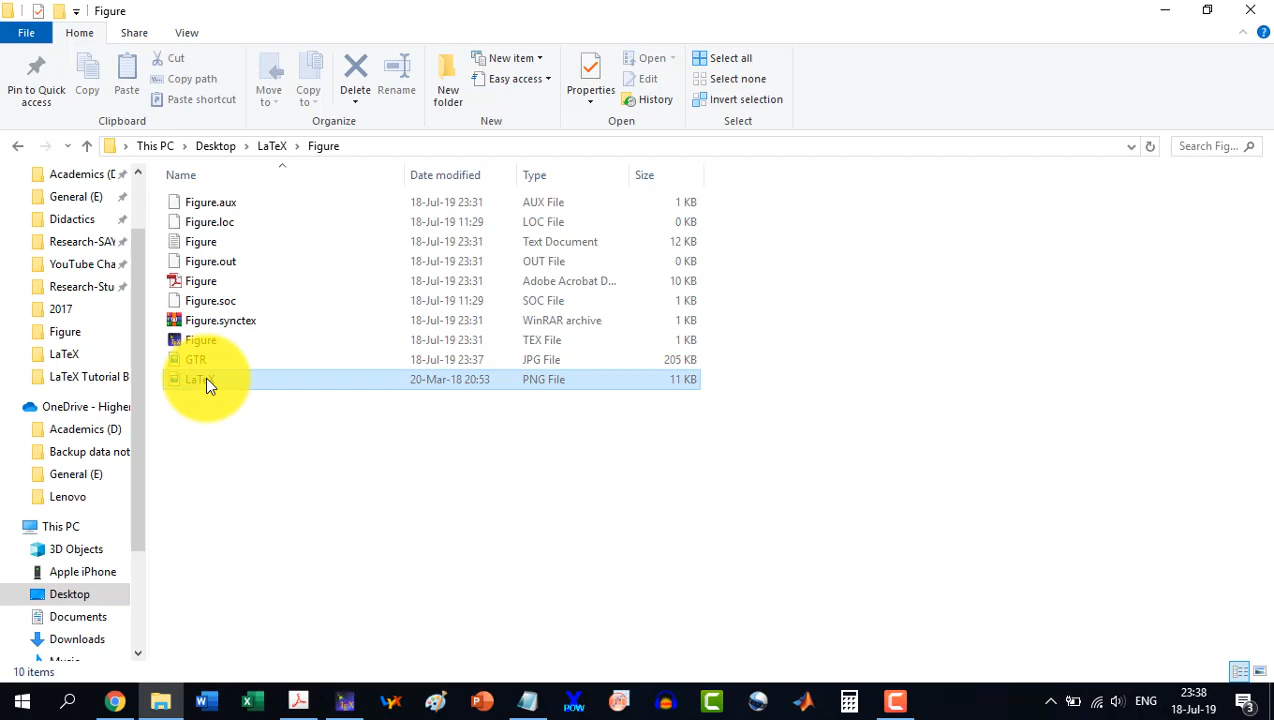 Figure
File Home Share View
Pin to Quick access
Copy
Paste
Cut
Copy path
Paste shortcut
Clipboard
Move to
Copy to
Delete
Rename
Organize
New folder
New item
Easy access
New
Properties
Open
Edit
History
Open
Select all
Select none
Invert selection
Select
This PC Desktop LaTeX Figure
Search Fig...
Name Date modified Type Size
Figure.aux 18-Jul-19 23:31 AUX File 1 KB
Figure.loc 18-Jul-19 11:29 LOC File 0 KB
Figure 18-Jul-19 23:31 Text Document 12 KB
Figure.out 18-Jul-19 23:31 OUT File 0 KB
Figure 18-Jul-19 23:31 Adobe Acrobat D... 10 KB
Figure.soc 18-Jul-19 11:29 SOC File 1 KB
Figure.synctex 18-Jul-19 23:31 WinRAR archive 1 KB
Figure 18-Jul-19 23:31 TEX File 1 KB
GTR 18-Jul-19 23:37 JPG File 205 KB
LaTeX 20-Mar-18 20:53 PNG File 11 KB
Academics (D
General (E)
Didactics
Research-SAY
YouTube Cha
Research-Stu
2017
Figure
LaTeX
LaTeX Tutorial B
OneDrive - Higher
Academics (D)
Backup data not
General (E)
Lenovo
This PC
3D Objects
Apple iPhone
Desktop
Documents
Downloads
10 items
ENG
23:38
18-Jul-19
3